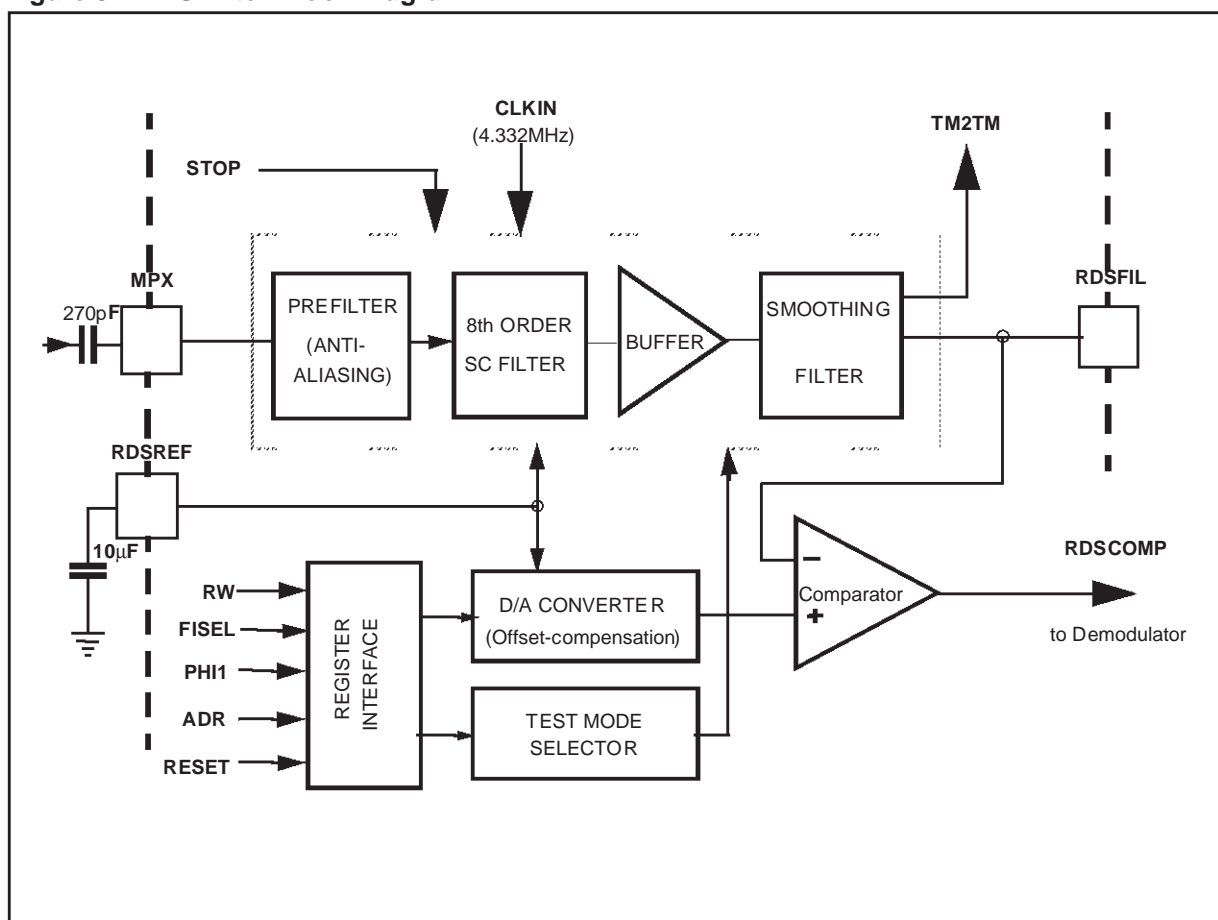 CLKIN
(4.332MHz)
TM2TM
STOP
MPX
RDSFIL
270pF
PREFILTER
(ANTI-
ALIASING)
8th ORDER
SC FILTER
BUFFER
SMOOTHING
FILTER
RDSREF
10μF
RW
FISEL
PHI1
ADR
RESET
REGISTER
INTERFACE
D/A CONVERTER
(Offset-compensation)
TEST MODE
SELECTOR
−
Comparator
+
RDSCOMP
to Demodulator